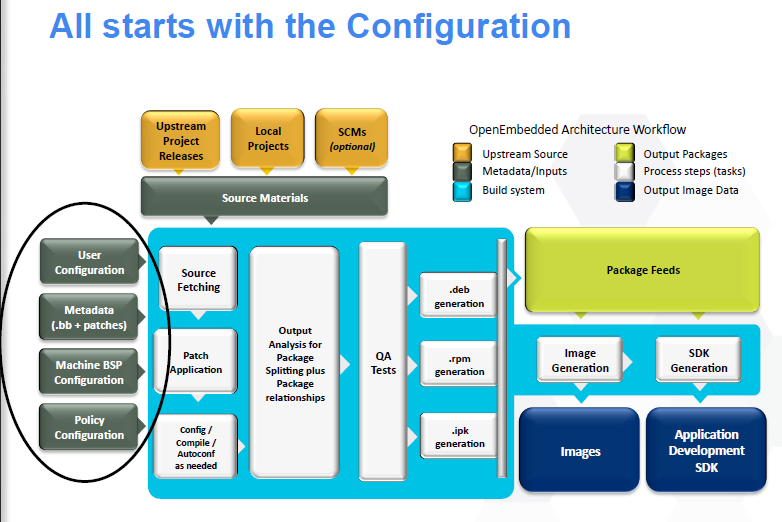 All starts with the Configuration
Upstream
Project
Releases
Local
Projects
SCMs
(optional)
OpenEmbedded Architecture Workflow
Upstream Source
Metadata/Inputs
Build system
Output Packages
Process steps (tasks)
Output Image Data
Source Materials
User
Configuration
Metadata
(.bb + patches)
Machine BSP
Configuration
Policy
Configuration
Source
Fetching
Patch
Application
Config /
Compile /
Autoconf
as needed
Output
Analysis for
Package
Splitting plus
Package
relationships
QA
Tests
.deb
generation
.rpm
generation
.ipk
generation
Package Feeds
Image
Generation
SDK
Generation
Images
Application
Development
SDK